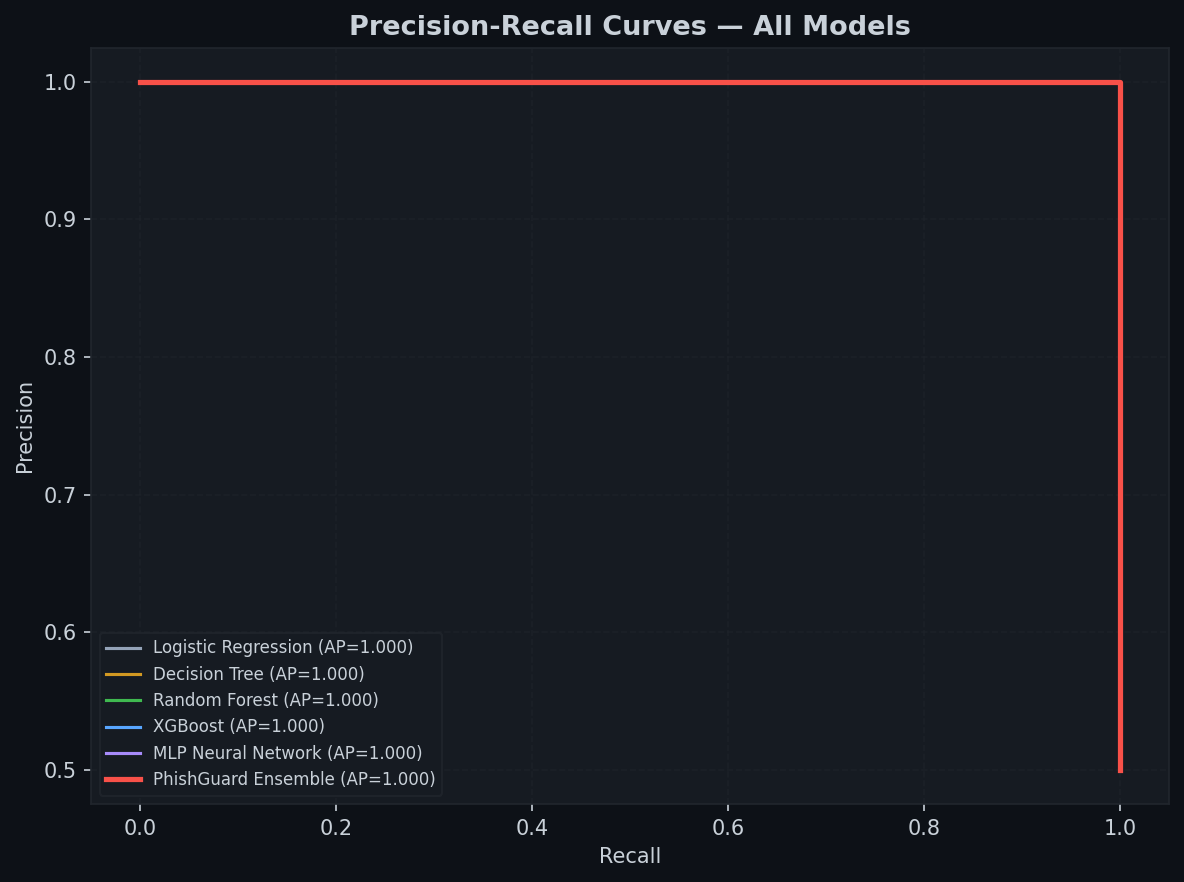 Precision-Recall Curves — All Models
1.0
0.9
0.8
0.7
0.6
0.5
Precision
Logistic Regression (AP=1.000)
Decision Tree (AP=1.000)
Random Forest (AP=1.000)
XGBoost (AP=1.000)
MLP Neural Network (AP=1.000)
PhishGuard Ensemble (AP=1.000)
0.0 0.2 0.4 0.6 0.8 1.0
Recall